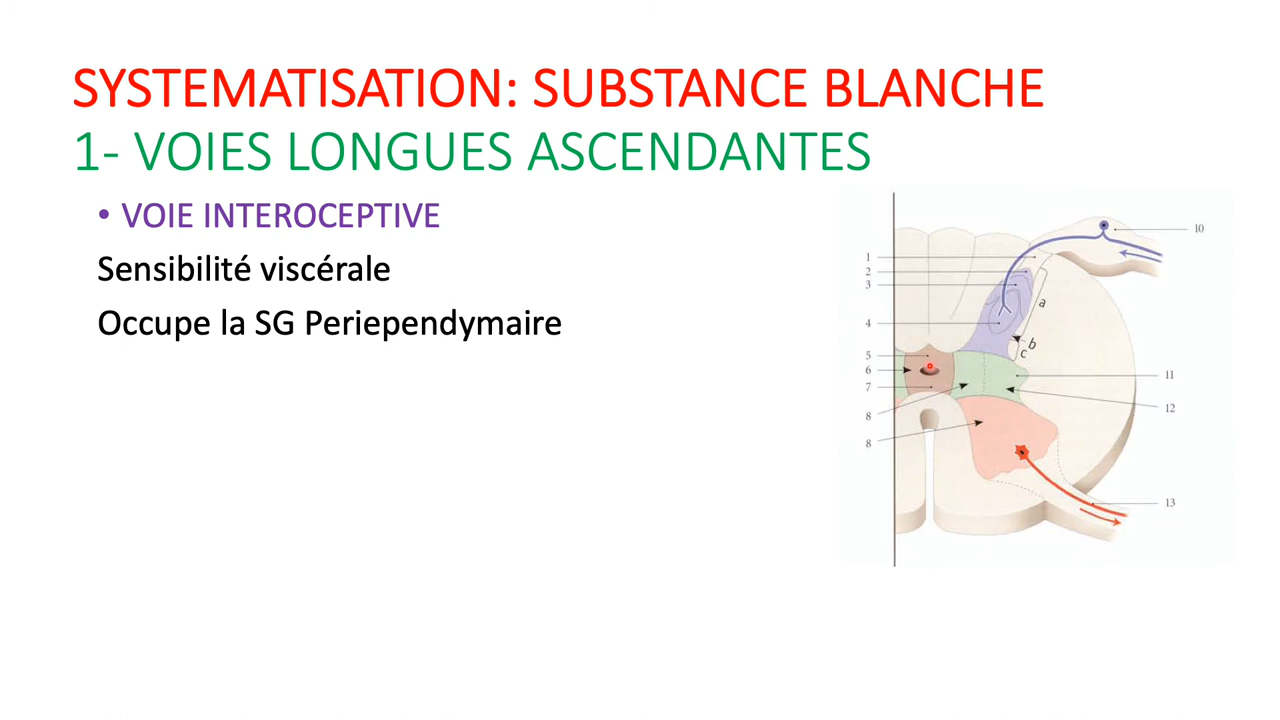 SYSTEMATISATION: SUBSTANCE BLANCHE
1- VOIES LONGUES ASCENDANTES
• VOIE INTEROCEPTIVE
Sensibilité viscérale
Occupe la SG Periependymaire
10
1
2
3
a
4
b
c
5
6
7
11
12
8
8
13